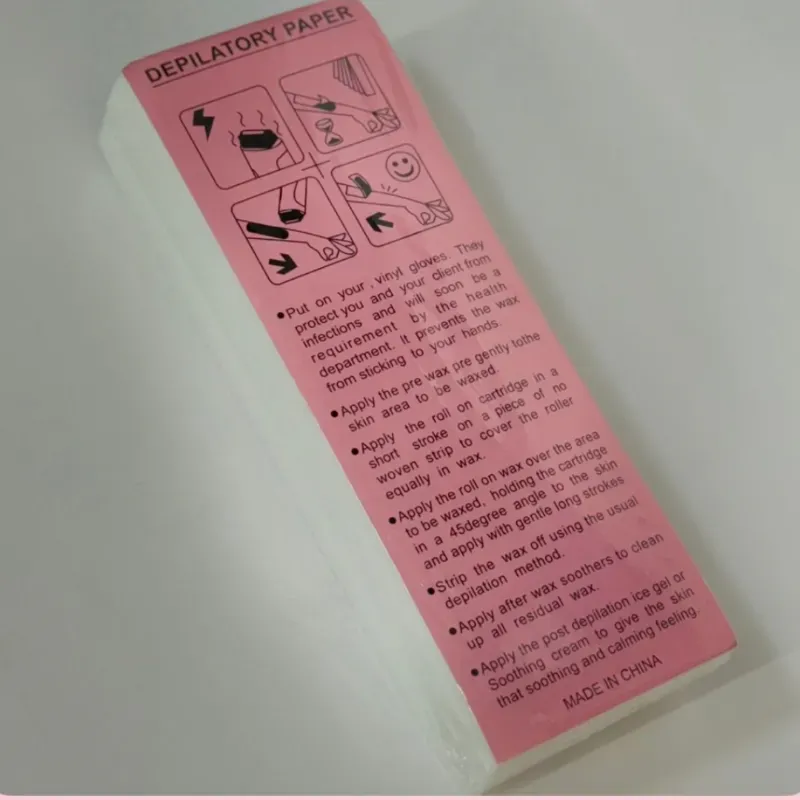 DEPILATORY PAPER
●Put on your , vinyl gloves. They
protect you and your client from
infections and will soon be a
requirement by the health
department. It prevents the wax
from sticking to your hands.
●Apply the pre wax pre gently tothe
skin area to be waxed.
●Apply the roll on cartridge in a
short stroke on a piece of no
woven strip to cover the roller
equally in wax.
●Apply the roll on wax over the area
to be waxed, holding the cartridge
in a 45degree angle to the skin
and apply with gentle long strokes
●Strip the wax off using the usual
depilation method.
●Apply after wax soothers to clean
up all residual wax.
●Apply the post depilation ice gel or
Soothing cream to give the skin
that soothing and calming feeling.
MADE IN CHINA